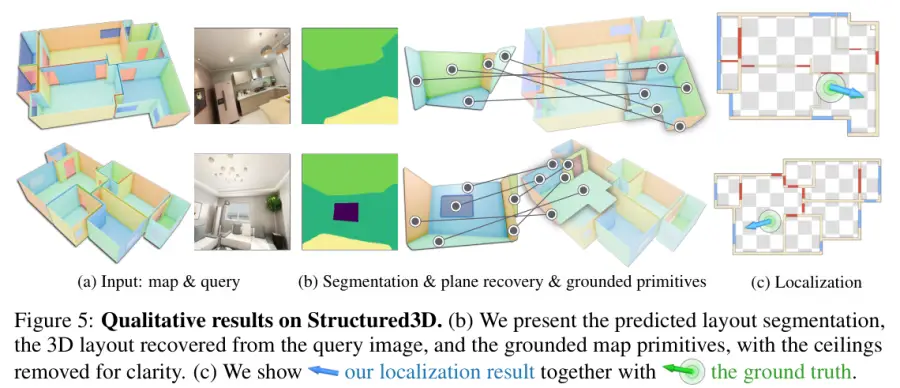 (a) Input: map & query
(b) Segmentation & plane recovery & grounded primitives
(c) Localization
Figure 5: Qualitative results on Structured3D. (b) We present the predicted layout segmentation,
the 3D layout recovered from the query image, and the grounded map primitives, with the ceilings
removed for clarity. (c) We show our localization result together with the ground truth.